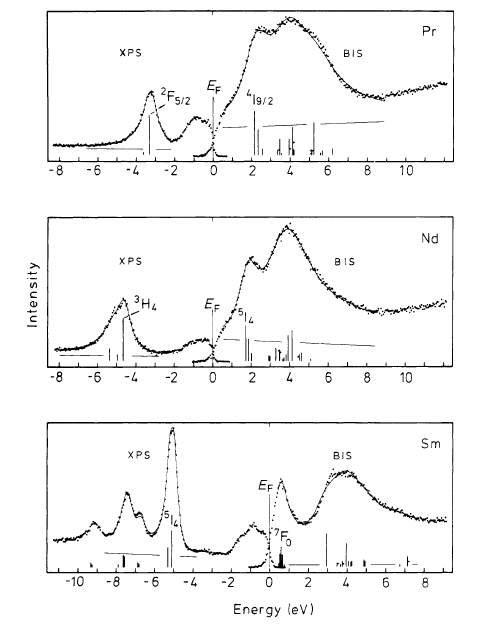 Pr
XPS
BIS
²F₅/₂
E_F
⁴I₉/₂
-8 -6 -4 -2 0 2 4 6 8 10
Nd
XPS
BIS
³H₄
E_F
⁵I₄
-8 -6 -4 -2 0 2 4 6 8 10
Sm
XPS
BIS
⁵I₄
E_F
⁷F₀
-10 -8 -6 -4 -2 0 2 4 6 8
Intensity
Energy (eV)